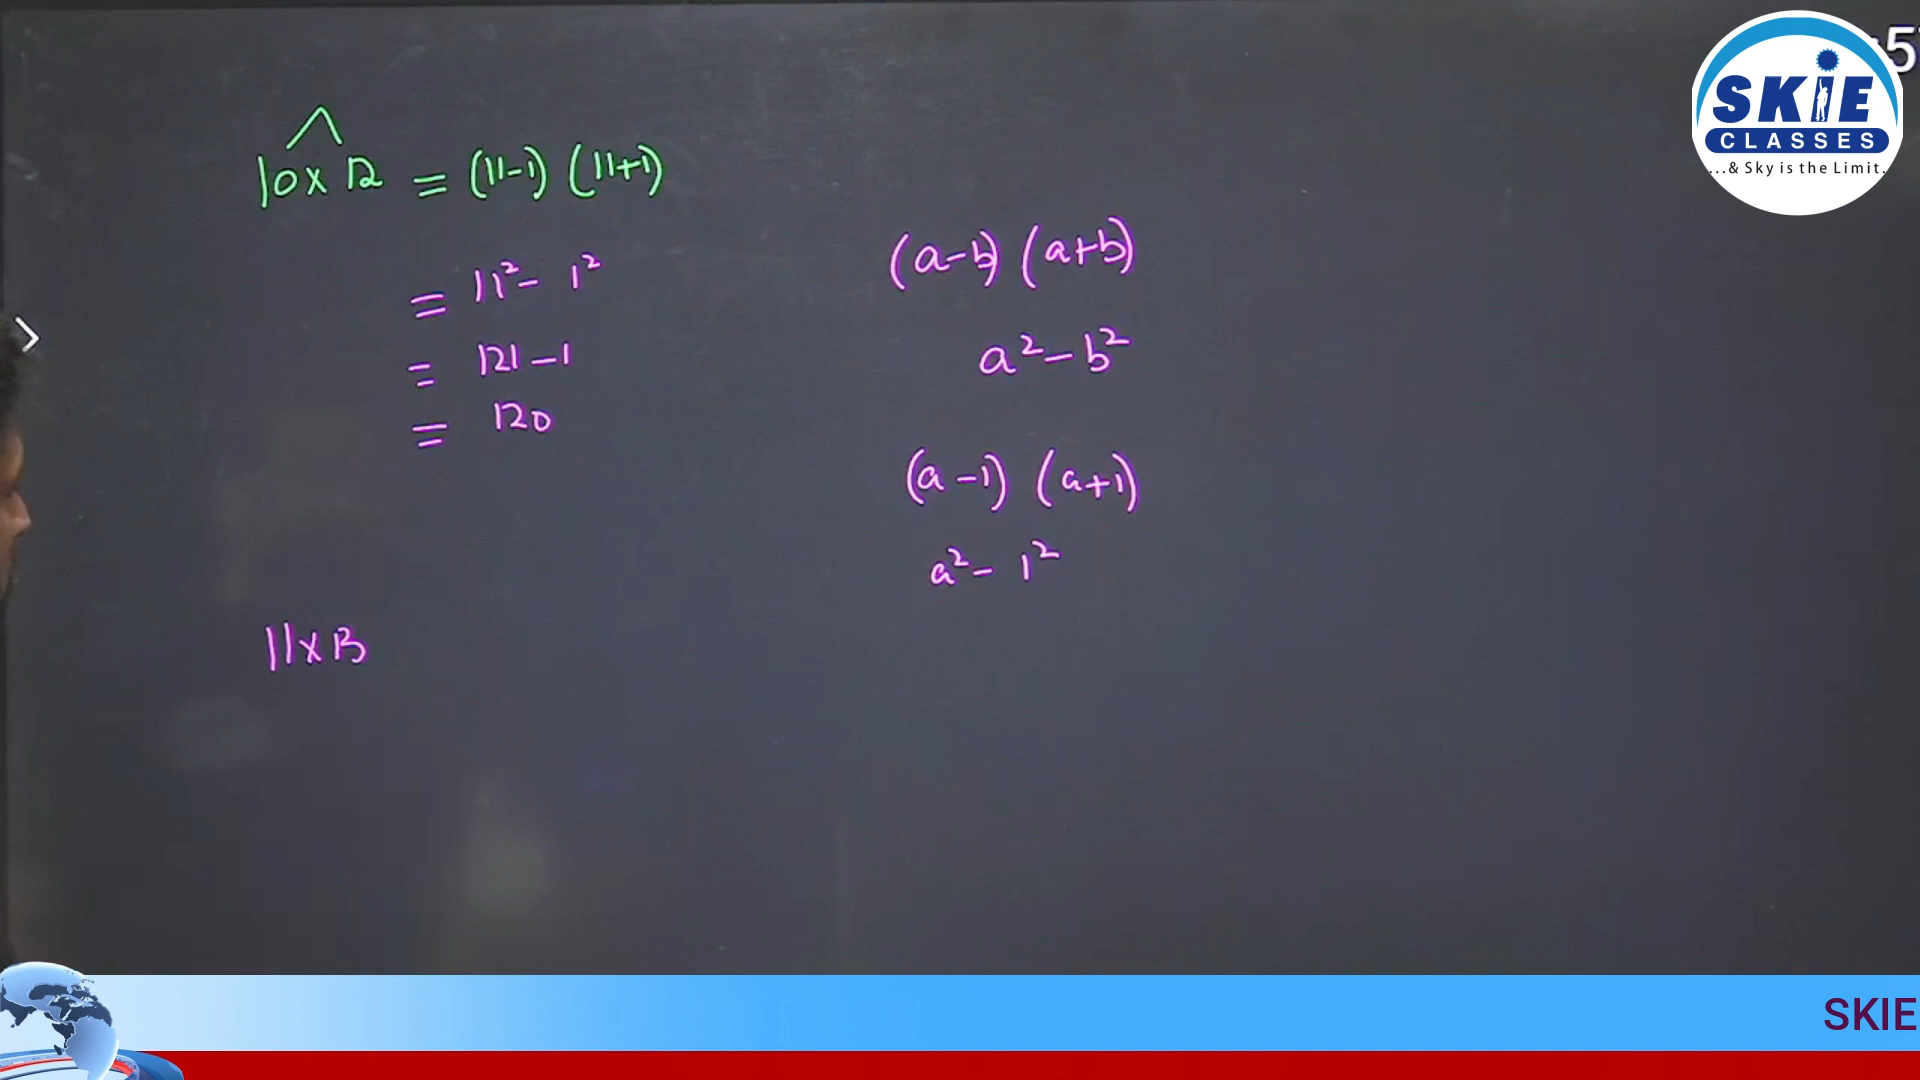 10 x 12 = (11-1) (11+1)
= 11² - 1²
= 121 - 1
= 120
(a-b) (a+b)
a² - b²
(a-1) (a+1)
a² - 1²
11 x 13
SKIE
CLASSES
...& Sky is the Limit.
SKIE